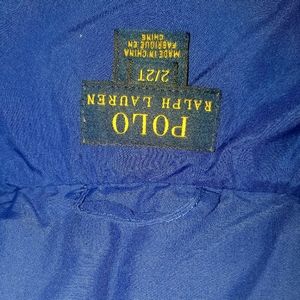 POLO
RALPH LAUREN
2/2T
MADE IN CHINA
FABRIQUE EN
CHINE